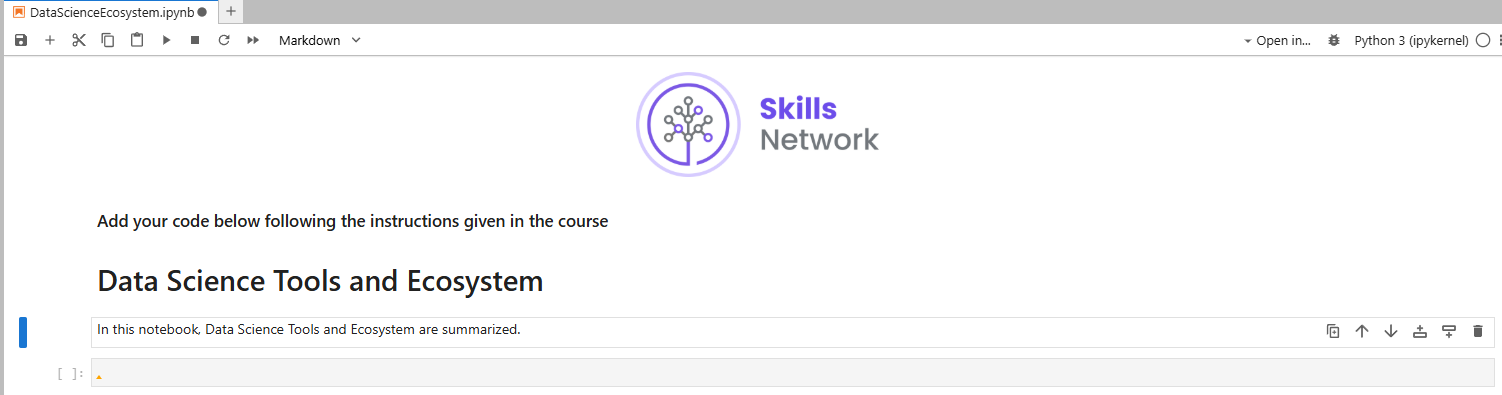 DataScienceEcosystem.ipynb
Markdown
Open in...
Python 3 (ipykernel)
Skills
Network
Add your code below following the instructions given in the course
Data Science Tools and Ecosystem
In this notebook, Data Science Tools and Ecosystem are summarized.
[ ]: